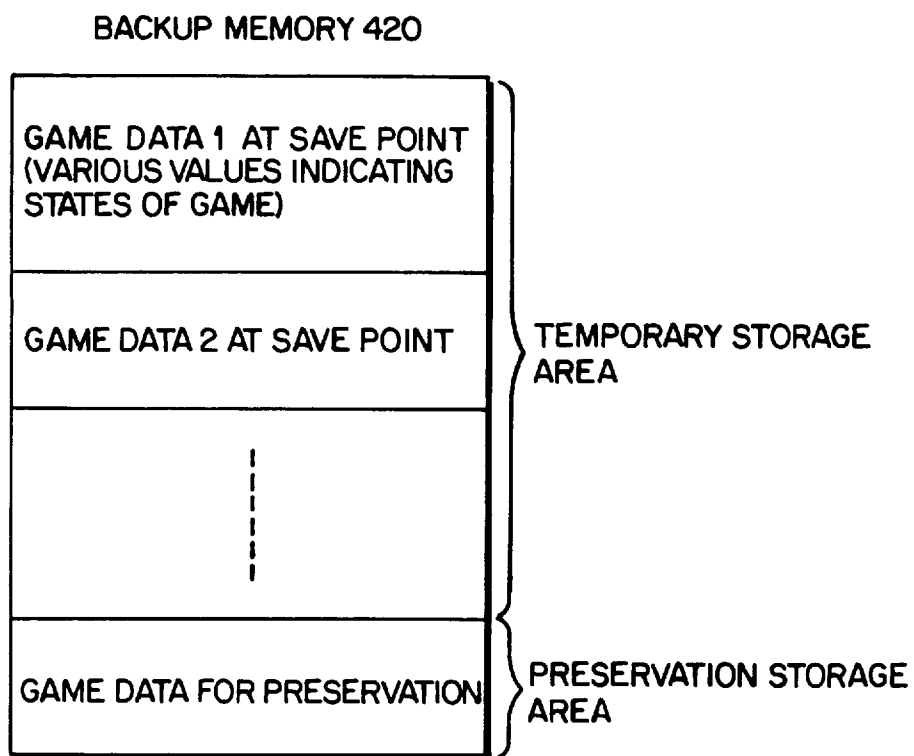 BACKUP MEMORY 420
GAME DATA 1 AT SAVE POINT
(VARIOUS VALUES INDICATING
STATES OF GAME)
GAME DATA 2 AT SAVE POINT
TEMPORARY STORAGE
AREA
GAME DATA FOR PRESERVATION
PRESERVATION STORAGE
AREA